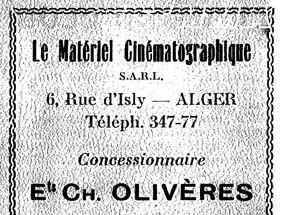 Le Matériel Cinématographique
S.A.R.L.
6, Rue d'Isly — ALGER
Téléph. 347-77
Concessionnaire
Ets CH. OLIVÈRES